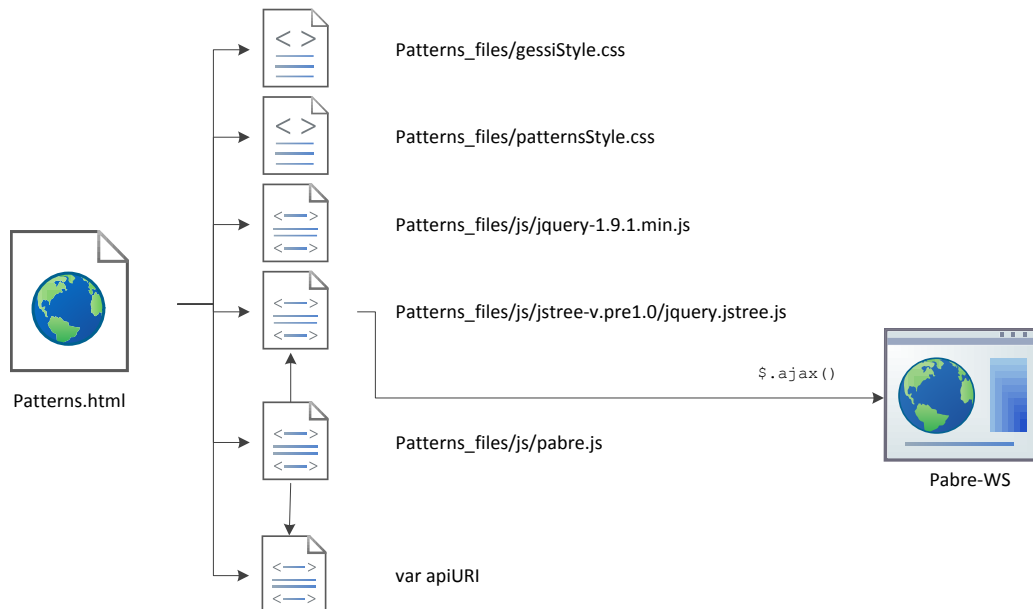 Patterns_files/gessiStyle.css
Patterns_files/patternsStyle.css
Patterns_files/js/jquery-1.9.1.min.js
Patterns_files/js/jstree-v.pre1.0/jquery.jstree.js
$.ajax()
Patterns.html
Patterns_files/js/pabre.js
Pabre-WS
var apiURI